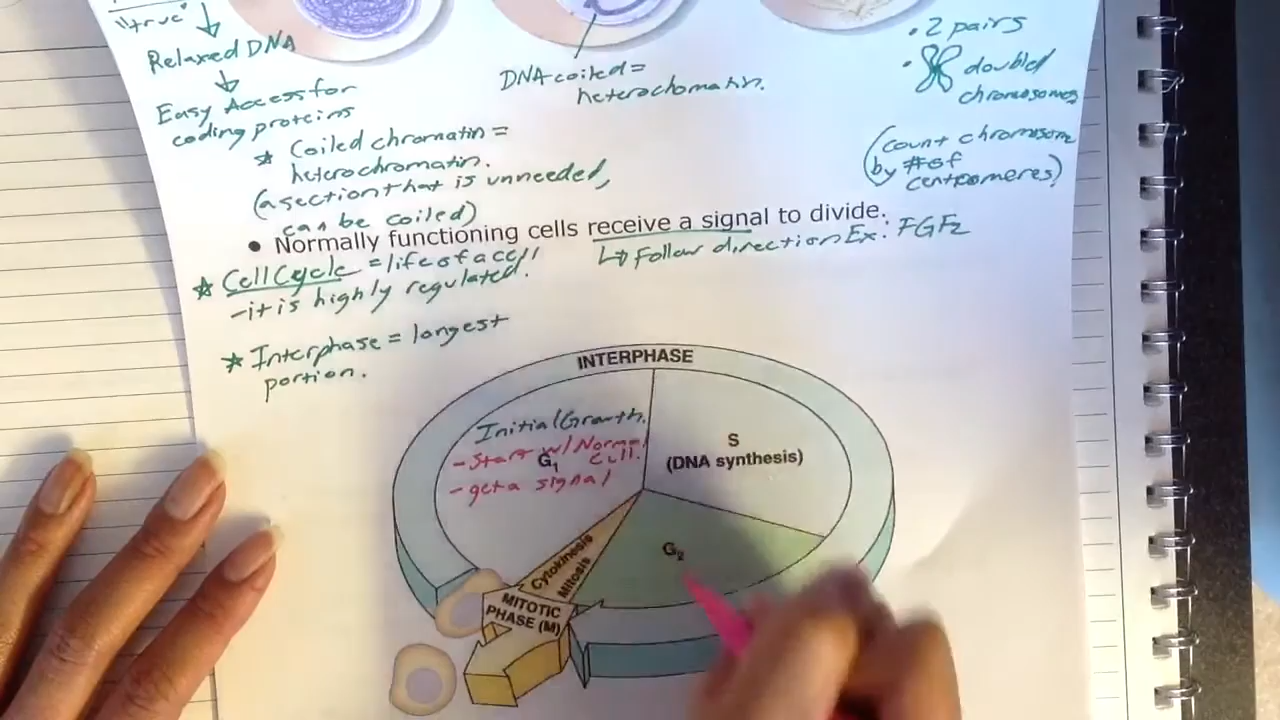 "true"
Relaxed DNA
Easy Access for
coding proteins
* Coiled chromatin =
heterochromatin.
(a section that is unneeded,
can be coiled)
DNA coiled =
heterochomatin.
• 2 pairs
• doubled
chromosomes
(count chromosome
by # of
centromeres)
• Normally functioning cells receive a signal to divide.
↳ Follow direction Ex: FGF2
* Cell Cycle = life of a cell!
- it is highly regulated.
* Interphase = longest
portion.
INTERPHASE
Initial Growth.
- Start w/ Normal
Cell.
G1
- get a signal
S
(DNA synthesis)
G2
Cytokinesis
Mitosis
MITOTIC
PHASE (M)